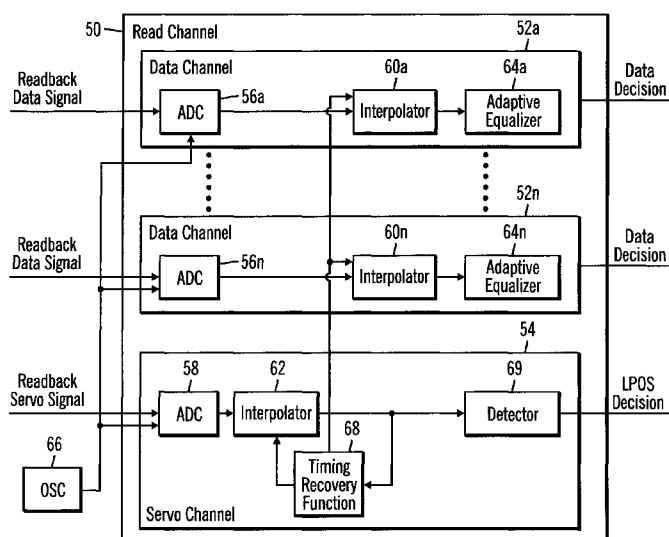 50
Read Channel
52a
Data Channel
60a
64a
Readback
Data Signal
56a
ADC
Interpolator
Adaptive
Equalizer
Data
Decision
52n
Data Channel
60n
64n
Readback
Data Signal
56n
ADC
Interpolator
Adaptive
Equalizer
Data
Decision
54
Readback
Servo Signal
58
62
69
ADC
Interpolator
Detector
LPOS
Decision
66
OSC
68
Timing
Recovery
Function
Servo Channel